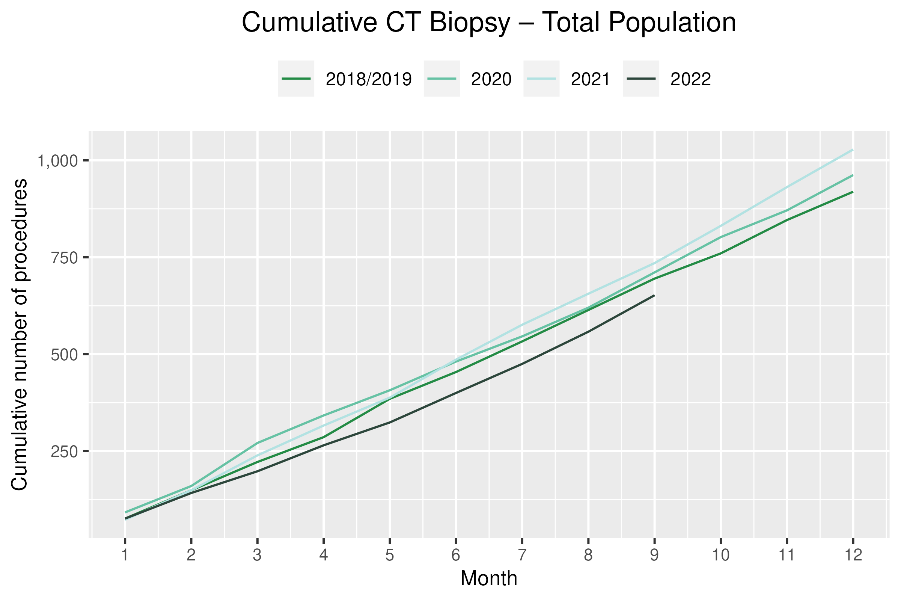 Cumulative CT Biopsy – Total Population
2018/2019 2020 2021 2022
Cumulative number of procedures
1,000
750
500
250
1 2 3 4 5 6 7 8 9 10 11 12
Month